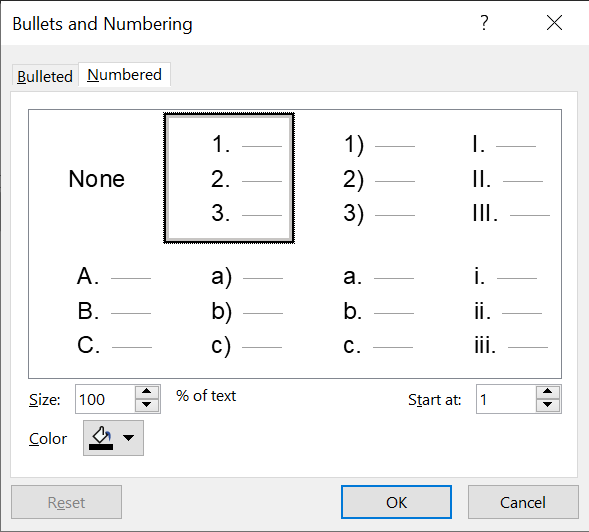 Bullets and Numbering ? ×
Bulleted Numbered
1. 1) I.
None 2. 2) II.
3. 3) III.
A. a) a. i.
B. b) b. ii.
C. c) c. iii.
Size: 100 % of text Start at: 1
Color
Reset OK Cancel